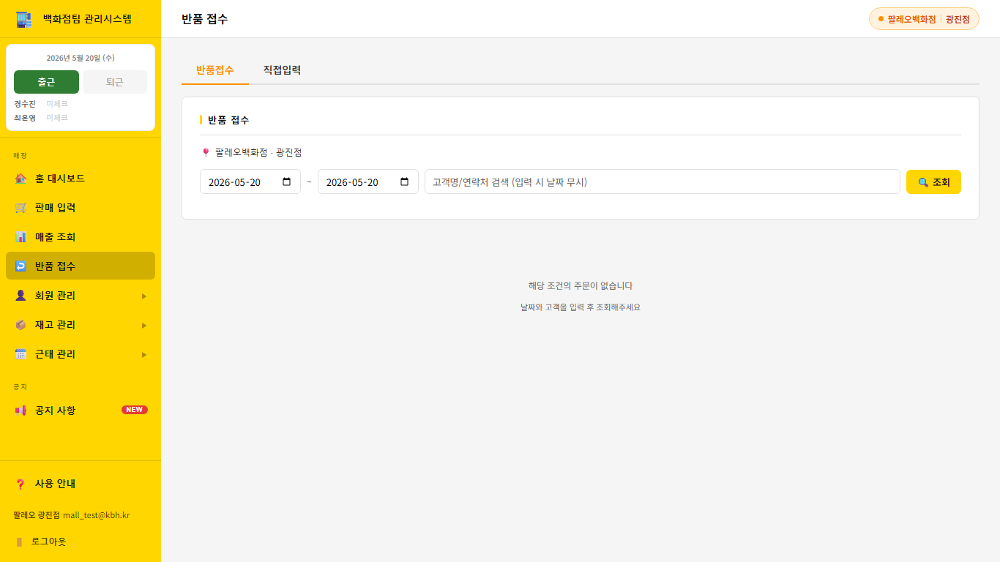 백화점팀 관리시스템
2026년 5월 20일 (수)
출근 퇴근
경수진 미체크
최윤영 미체크
매장
홈 대시보드
판매 입력
매출 조회
반품 접수
회원 관리 ▶
재고 관리 ▶
근태 관리 ▶
공지
공지 사항 NEW
사용 안내
팔레오 광진점 mall_test@kbh.kr
로그아웃
반품 접수
팔레오백화점 광진점
반품접수 직접입력
반품 접수
팔레오백화점 · 광진점
2026-05-20 ~ 2026-05-20 고객명/연락처 검색 (입력 시 날짜 무시) 조회
해당 조건의 주문이 없습니다
날짜와 고객을 입력 후 조회해주세요